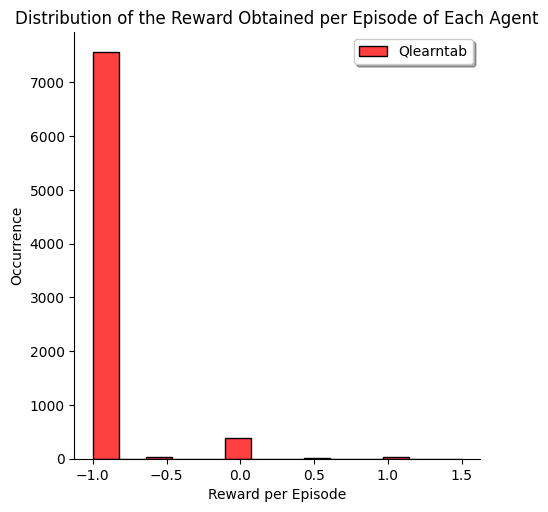 Distribution of the Reward Obtained per Episode of Each Agent
Qlearntab
7000
6000
5000
4000
3000
2000
1000
0
Occurrence
−1.0 −0.5 0.0 0.5 1.0 1.5
Reward per Episode